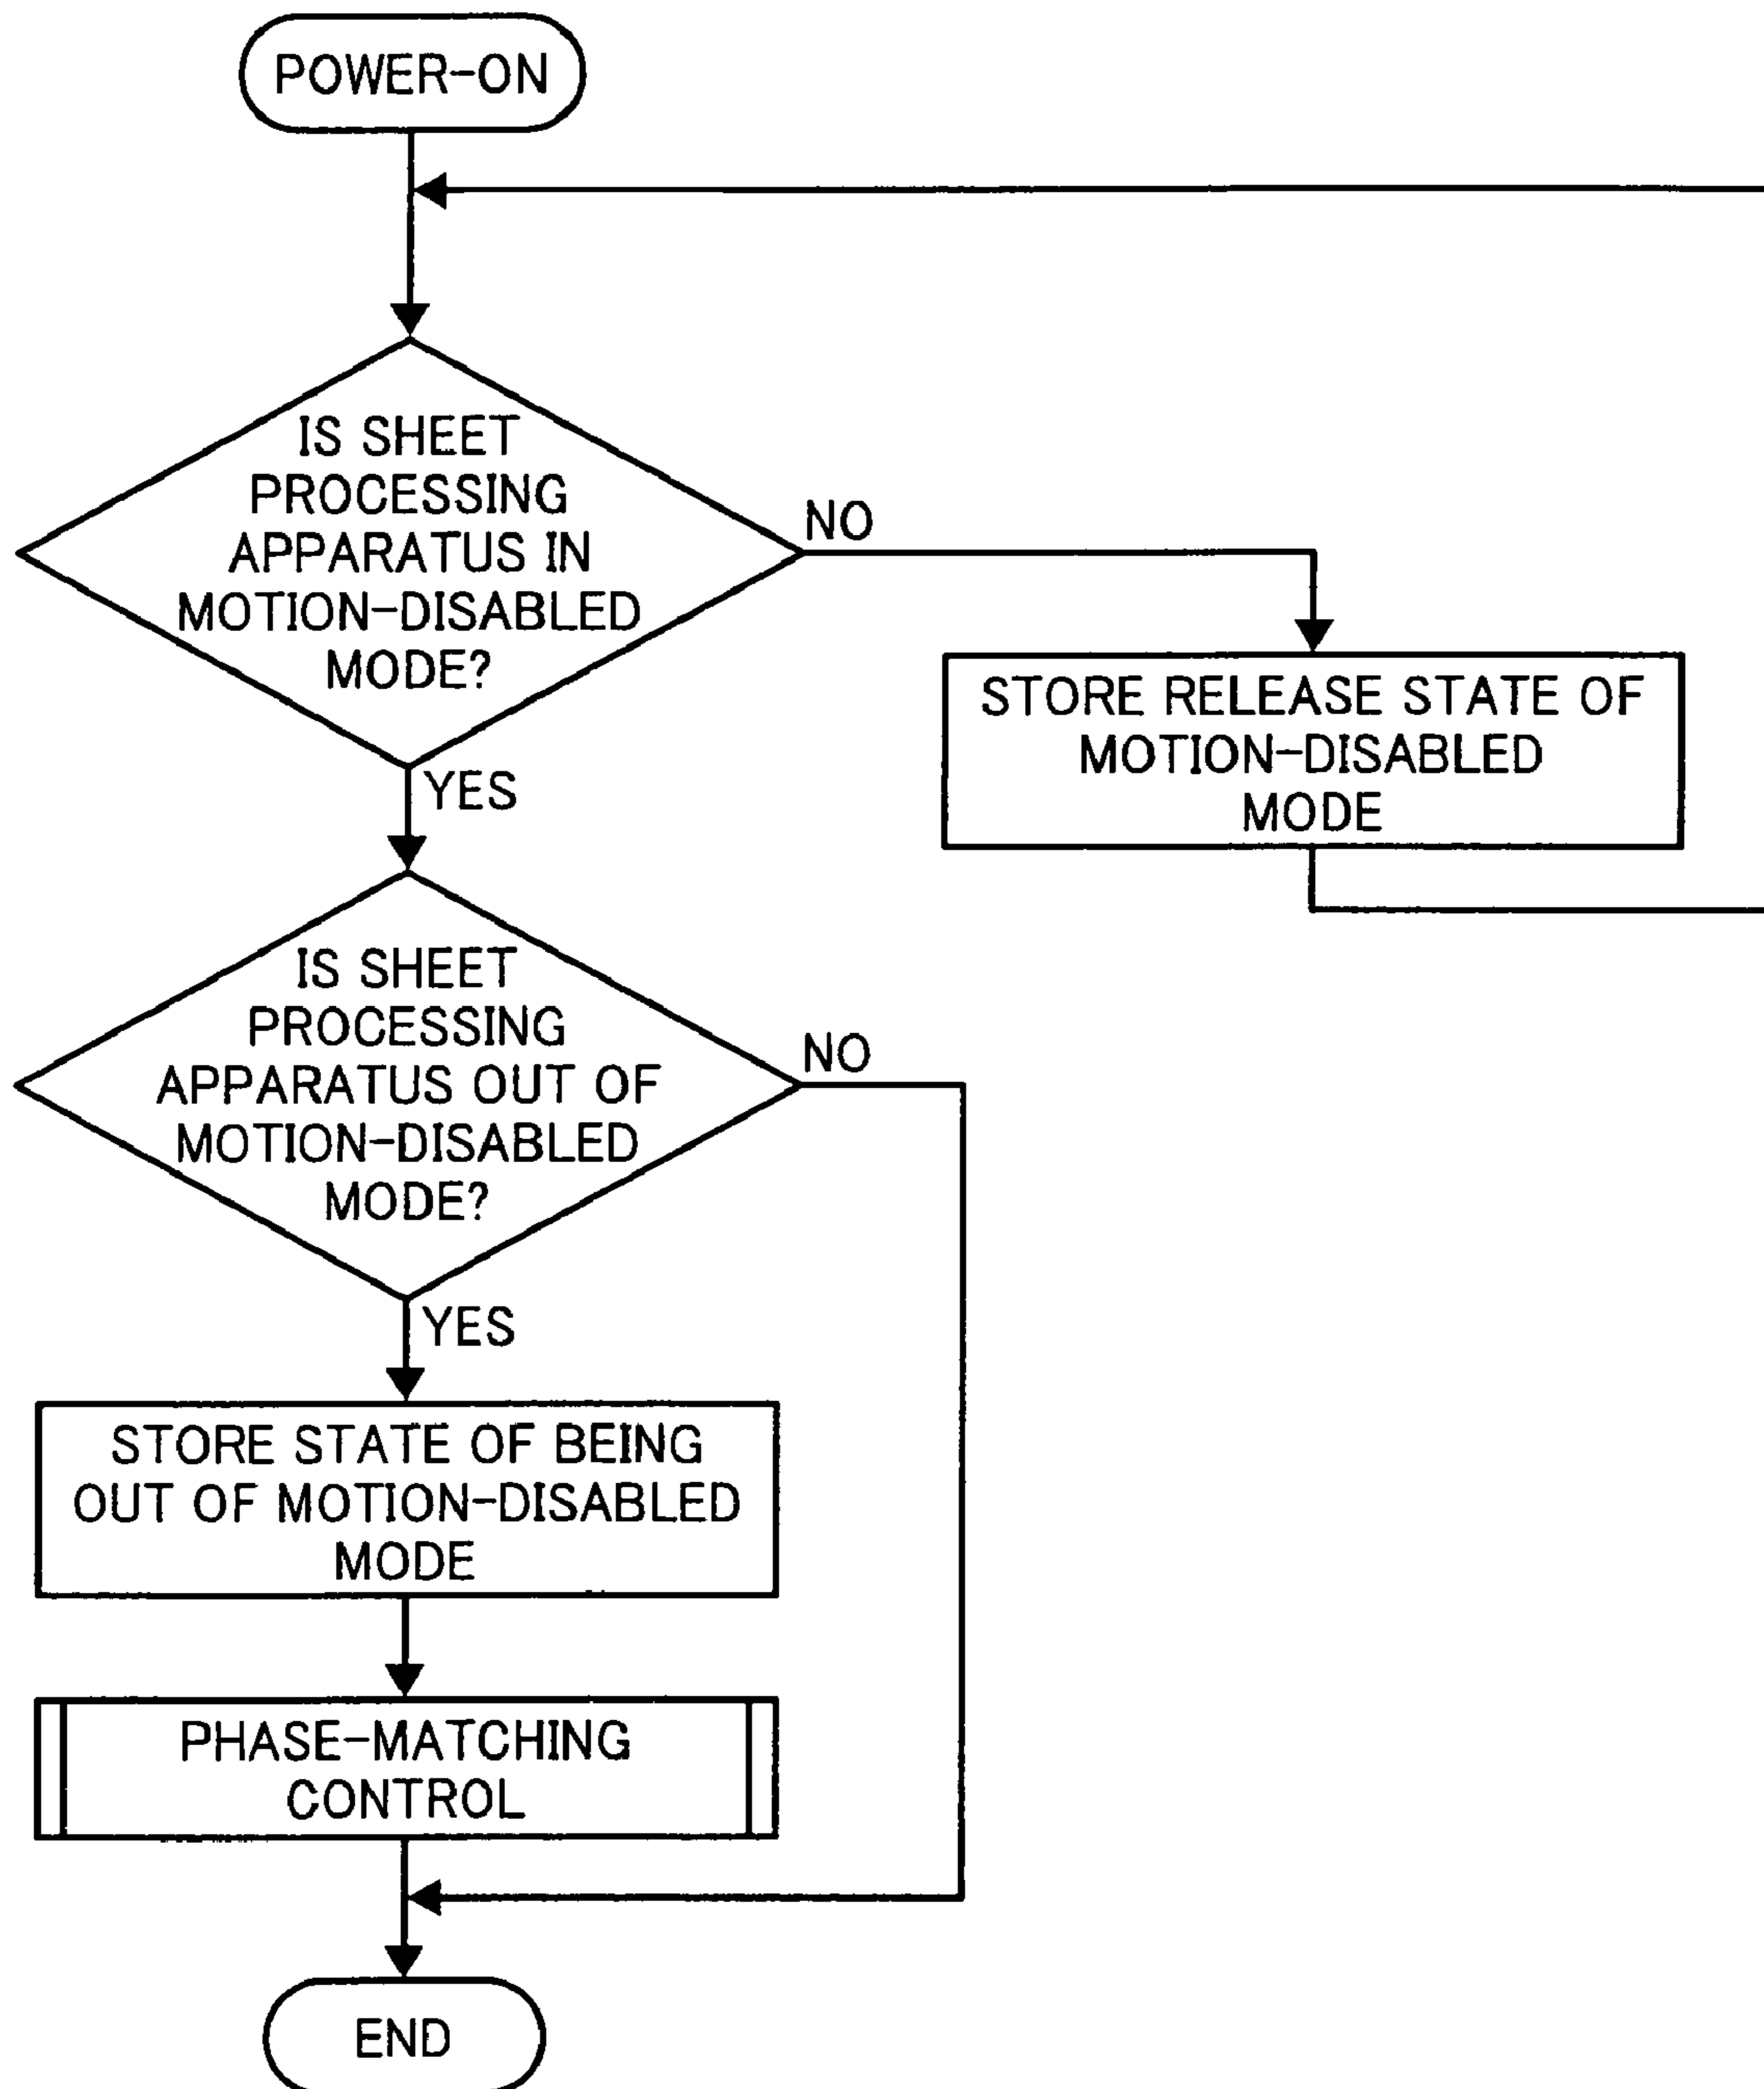 POWER-ON
IS SHEET
PROCESSING
APPARATUS IN
MOTION-DISABLED
MODE?
NO
STORE RELEASE STATE OF
MOTION-DISABLED
MODE
YES
IS SHEET
PROCESSING
APPARATUS OUT OF
MOTION-DISABLED
MODE?
NO
YES
STORE STATE OF BEING
OUT OF MOTION-DISABLED
MODE
PHASE-MATCHING
CONTROL
END